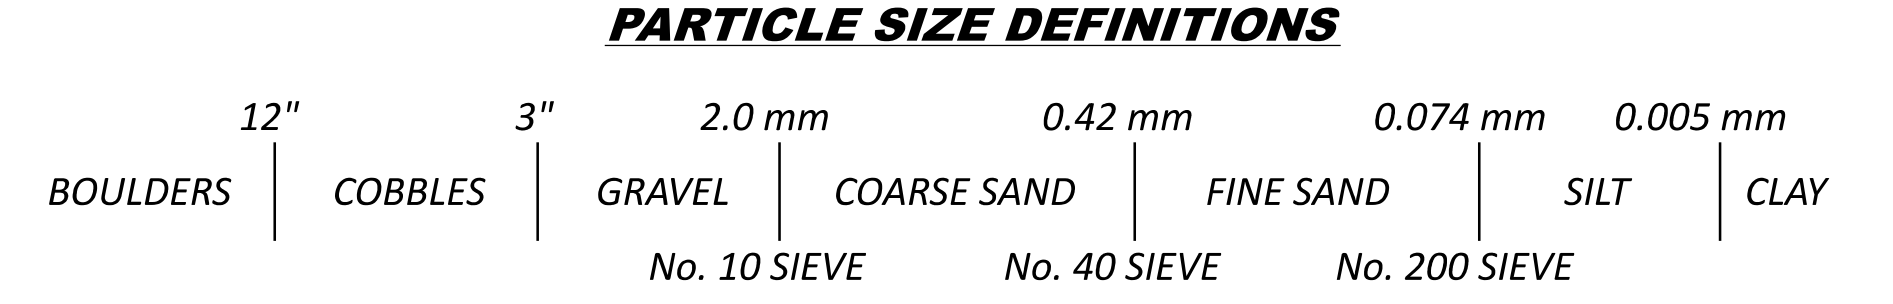 PARTICLE SIZE DEFINITIONS
12" 3" 2.0 mm 0.42 mm 0.074 mm 0.005 mm
BOULDERS COBBLES GRAVEL COARSE SAND FINE SAND SILT CLAY
No. 10 SIEVE No. 40 SIEVE No. 200 SIEVE